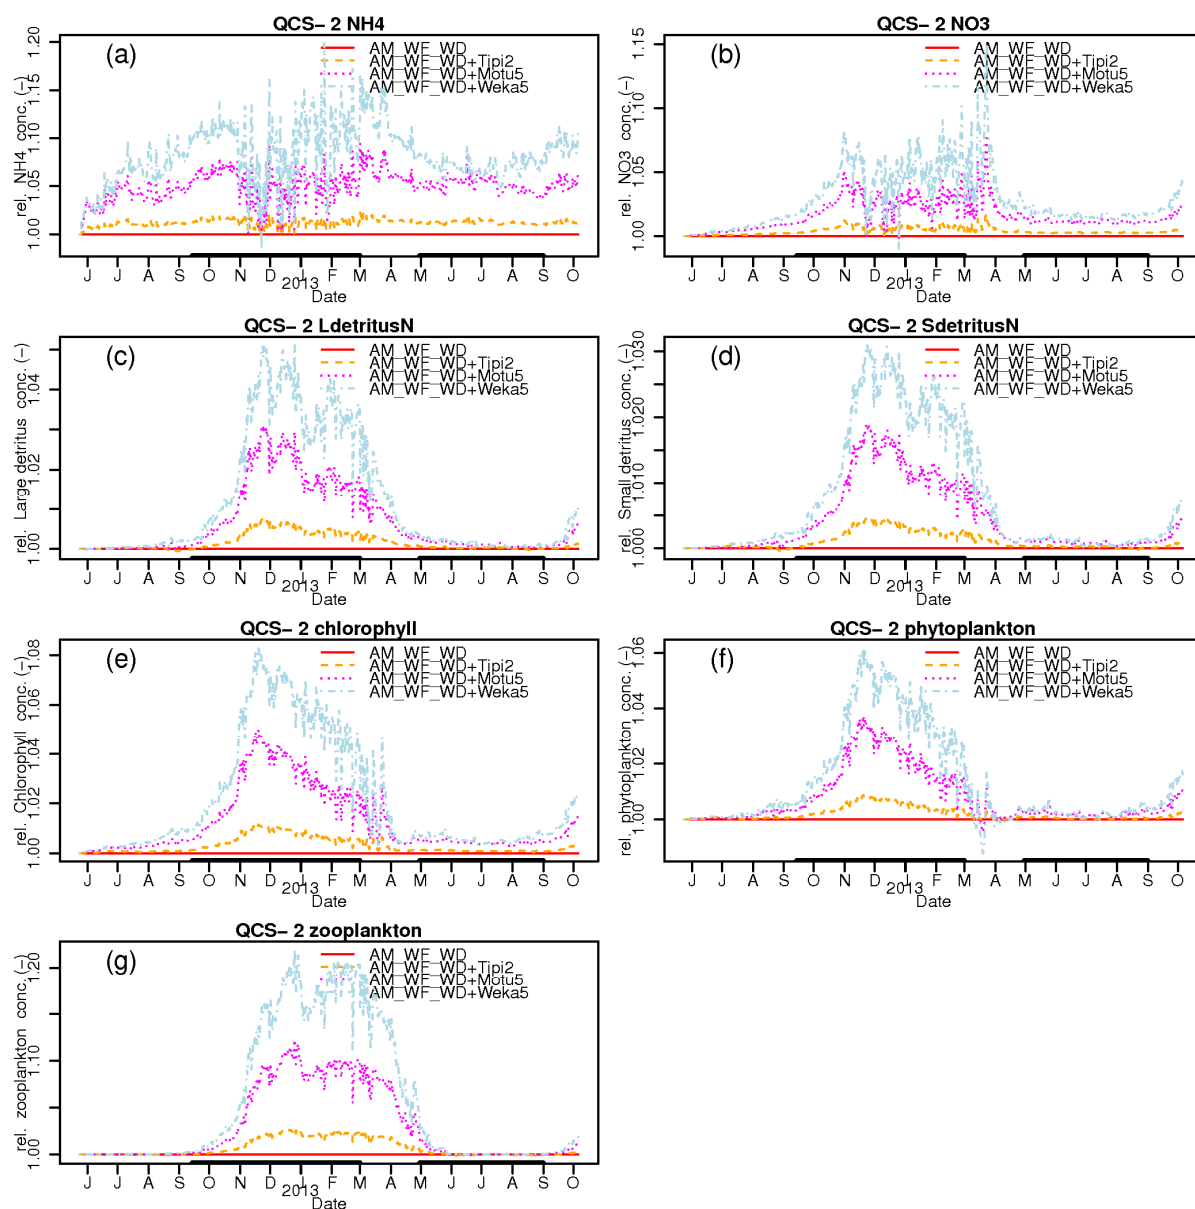 QCS- 2 NH4
(a)
AM_WF_WD
AM_WF_WD+Tipi2
AM_WF_WD+Motu5
AM_WF_WD+Weka5
rel. NH4 conc. (-)
1.00 1.05 1.10 1.15 1.20
J J A S O N D J F M A M J J A S O
2013
Date
QCS- 2 NO3
(b)
AM_WF_WD
AM_WF_WD+Tipi2
AM_WF_WD+Motu5
AM_WF_WD+Weka5
rel. NO3 conc. (-)
1.00 1.05 1.10 1.15
J J A S O N D J F M A M J J A S O
2013
Date
QCS- 2 LdetritusN
(c)
AM_WF_WD
AM_WF_WD+Tipi2
AM_WF_WD+Motu5
AM_WF_WD+Weka5
rel. Large detritus conc. (-)
1.00 1.02 1.04
J J A S O N D J F M A M J J A S O
2013
Date
QCS- 2 SdetritusN
(d)
AM_WF_WD
AM_WF_WD+Tipi2
AM_WF_WD+Motu5
AM_WF_WD+Weka5
rel. Small detritus conc. (-)
1.000 1.010 1.020 1.030
J J A S O N D J F M A M J J A S O
2013
Date
QCS- 2 chlorophyll
(e)
AM_WF_WD
AM_WF_WD+Tipi2
AM_WF_WD+Motu5
AM_WF_WD+Weka5
rel. Chlorophyll conc. (-)
1.00 1.02 1.04 1.06 1.08
J J A S O N D J F M A M J J A S O
2013
Date
QCS- 2 phytoplankton
(f)
AM_WF_WD
AM_WF_WD+Tipi2
AM_WF_WD+Motu5
AM_WF_WD+Weka5
rel. phytoplankton conc. (-)
1.00 1.02 1.04 1.06
J J A S O N D J F M A M J J A S O
2013
Date
QCS- 2 zooplankton
(g)
AM_WF_WD
AM_WF_WD+Tipi2
AM_WF_WD+Motu5
AM_WF_WD+Weka5
rel. zooplankton conc. (-)
1.00 1.10 1.20
J J A S O N D J F M A M J J A S O
2013
Date